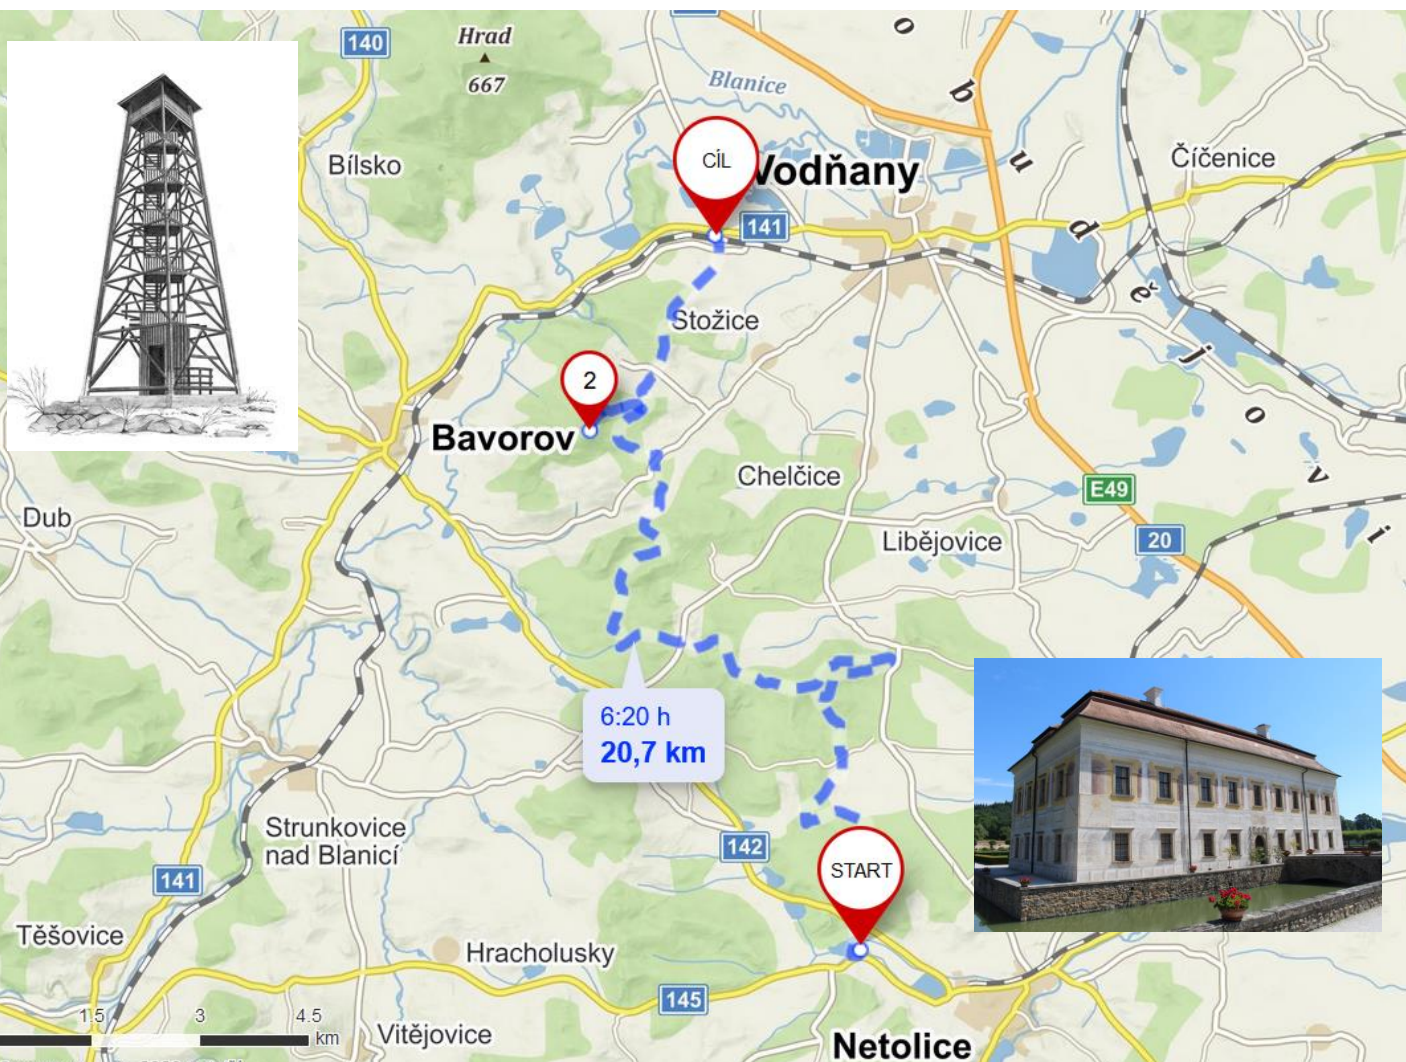 140
Hrad
667
Blanice
o
b
u
d
ě
j
o
v
i
Bílsko
CÍL
Vodňany
Číčenice
141
Stožice
2
Bavorov
Chelčice
E49
Dub
Libějovice
20
6:20 h
20,7 km
Strunkovice
nad Blanicí
142
START
141
Těšovice
Hracholusky
145
1.5
3
4.5
km
Vitějovice
Netolice